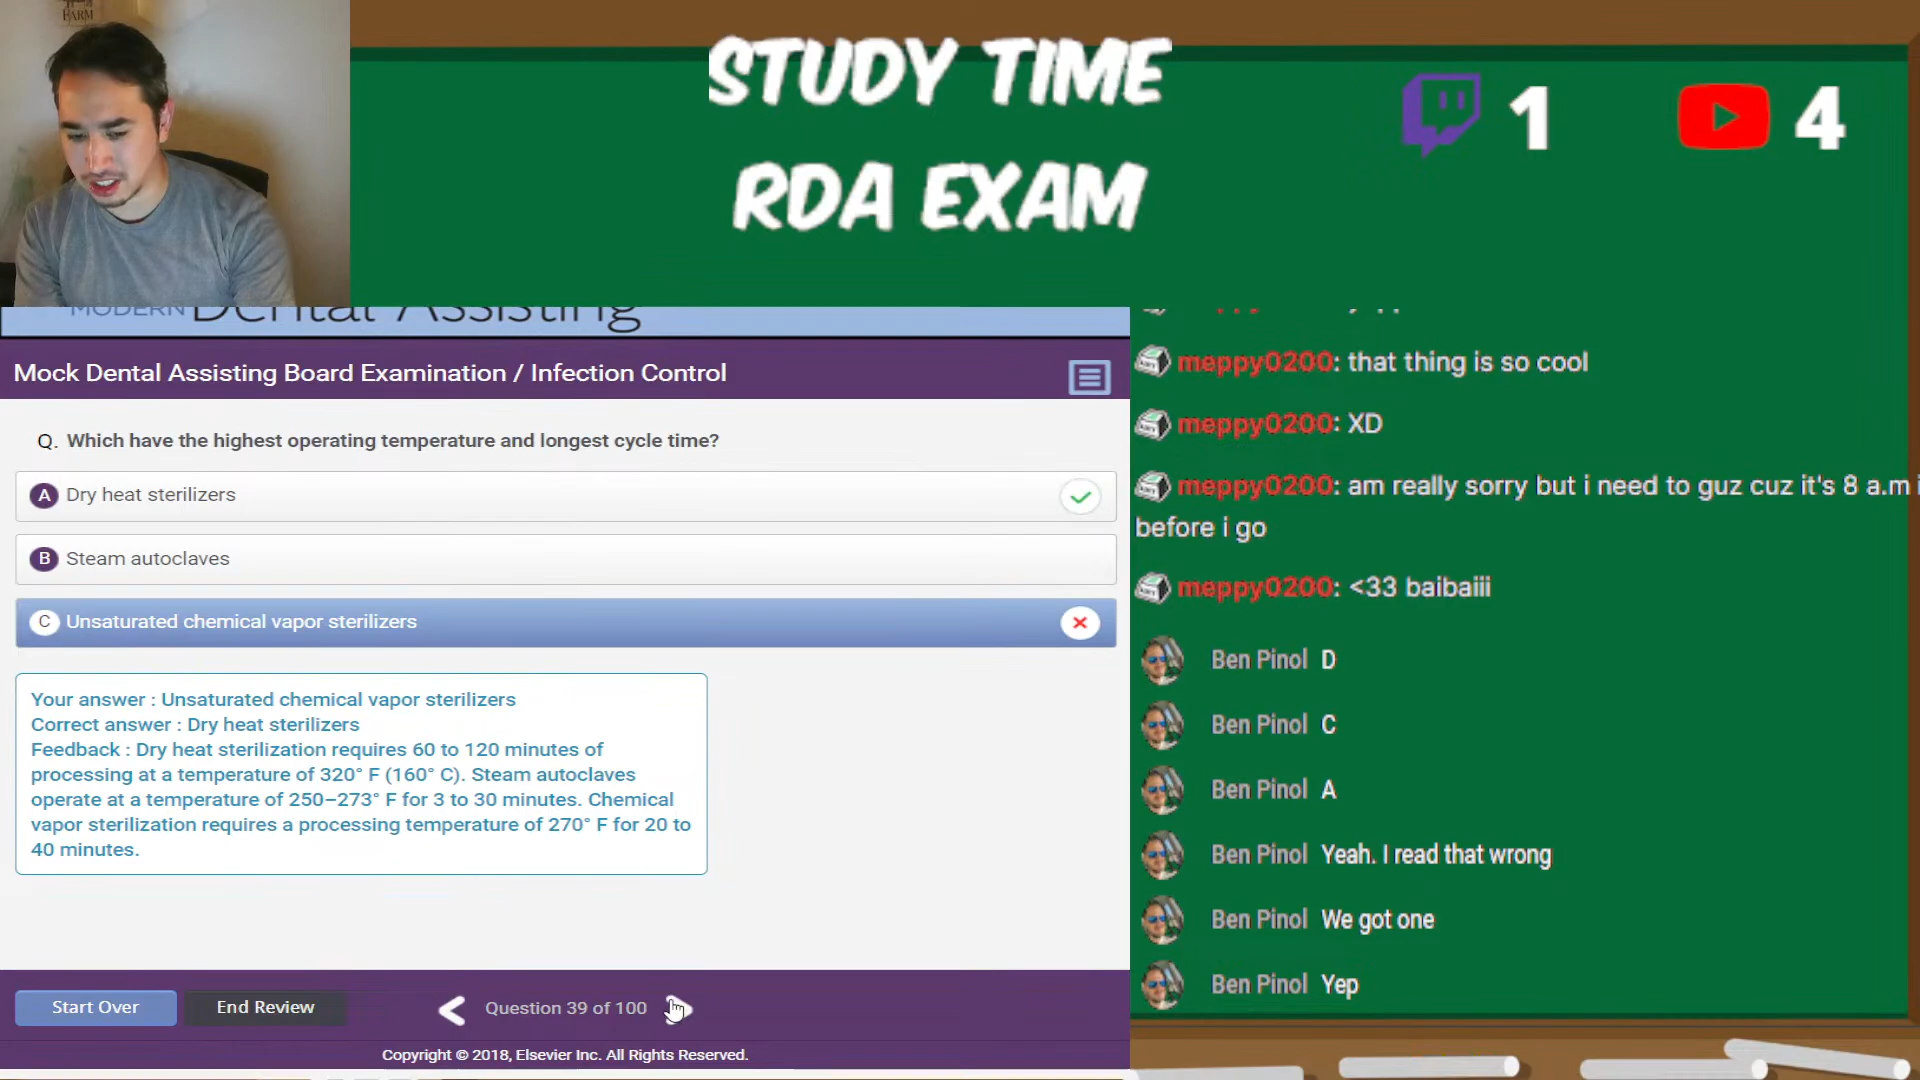 FARM
STUDY TIME
RDA EXAM
1
4
MODERN Dental Assisting
Mock Dental Assisting Board Examination / Infection Control
Q. Which have the highest operating temperature and longest cycle time?
A Dry heat sterilizers
B Steam autoclaves
C Unsaturated chemical vapor sterilizers
Your answer : Unsaturated chemical vapor sterilizers
Correct answer : Dry heat sterilizers
Feedback : Dry heat sterilization requires 60 to 120 minutes of
processing at a temperature of 320° F (160° C). Steam autoclaves
operate at a temperature of 250–273° F for 3 to 30 minutes. Chemical
vapor sterilization requires a processing temperature of 270° F for 20 to
40 minutes.
Start Over
End Review
Question 39 of 100
Copyright © 2018, Elsevier Inc. All Rights Reserved.
meppy0200: that thing is so cool
meppy0200: XD
meppy0200: am really sorry but i need to guz cuz it's 8 a.m i
before i go
meppy0200: <33 baibaiii
Ben Pinol D
Ben Pinol C
Ben Pinol A
Ben Pinol Yeah. I read that wrong
Ben Pinol We got one
Ben Pinol Yep